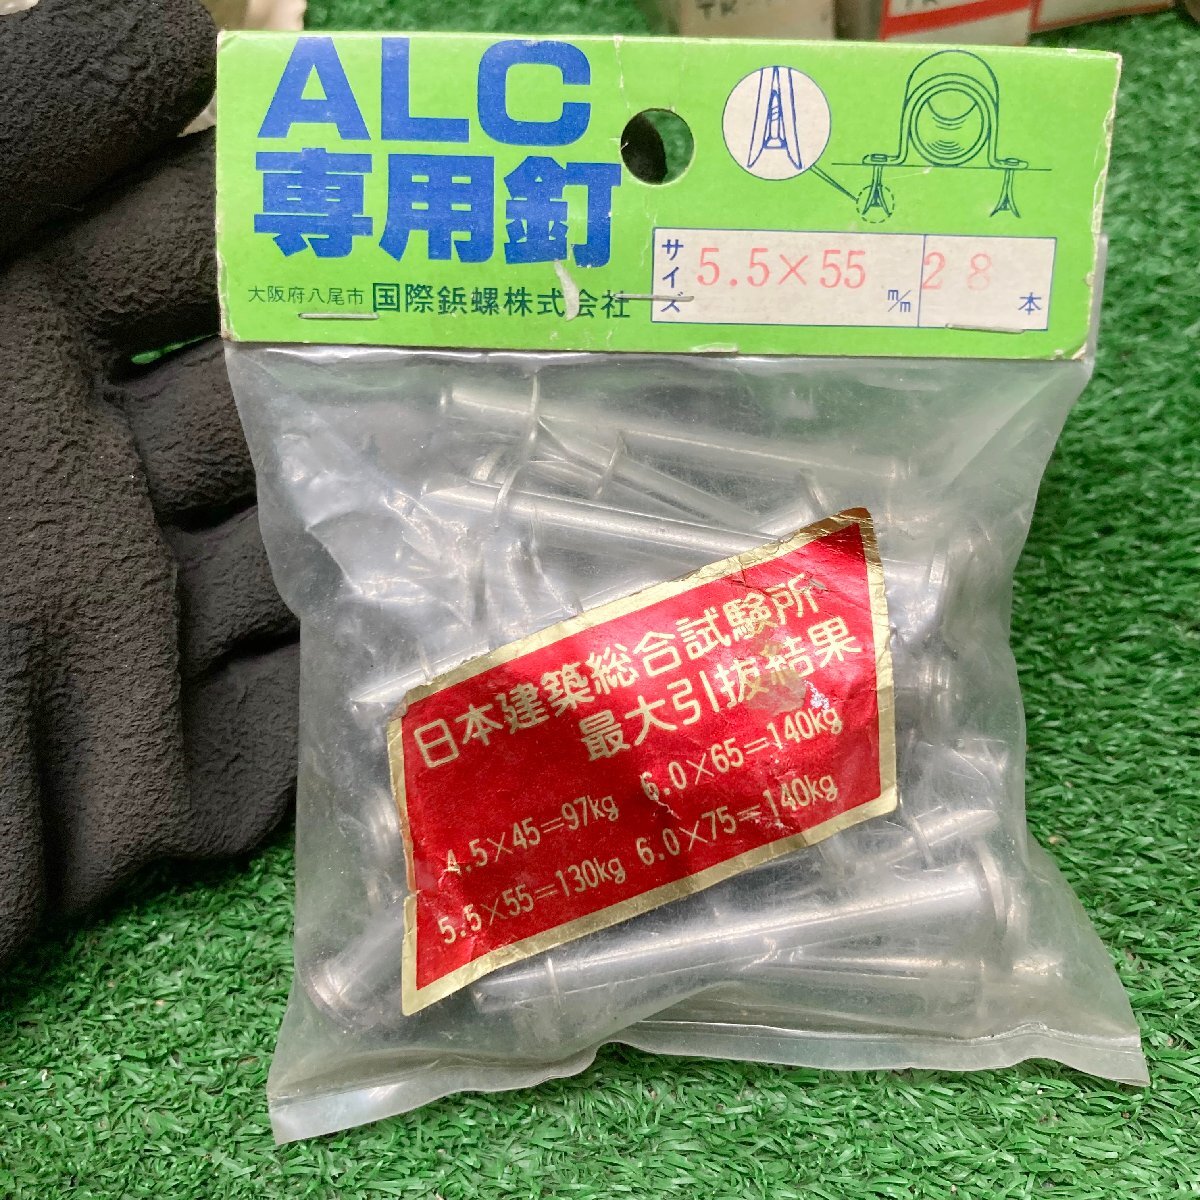 ALC
専用釘
大阪府八尾市 国際鋲螺株式会社
サイズ 5.5×55 m/m 28本
日本建築総合試験所
最大引抜結果
4.5×45=97kg 6.0×65=140kg
5.5×55=130kg 6.0×75=140kg